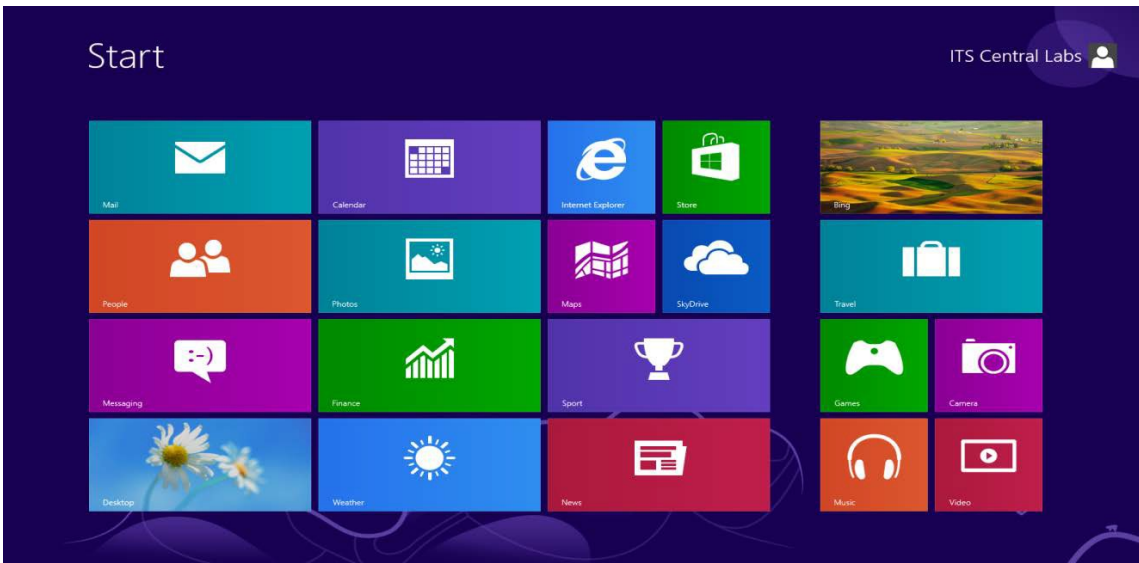 Start
ITS Central Labs
Mail
Calendar
Internet Explorer
Store
Bing
People
Photos
Maps
SkyDrive
Travel
:-)
Messaging
Finance
Sport
Games
Camera
Desktop
Weather
News
Music
Video